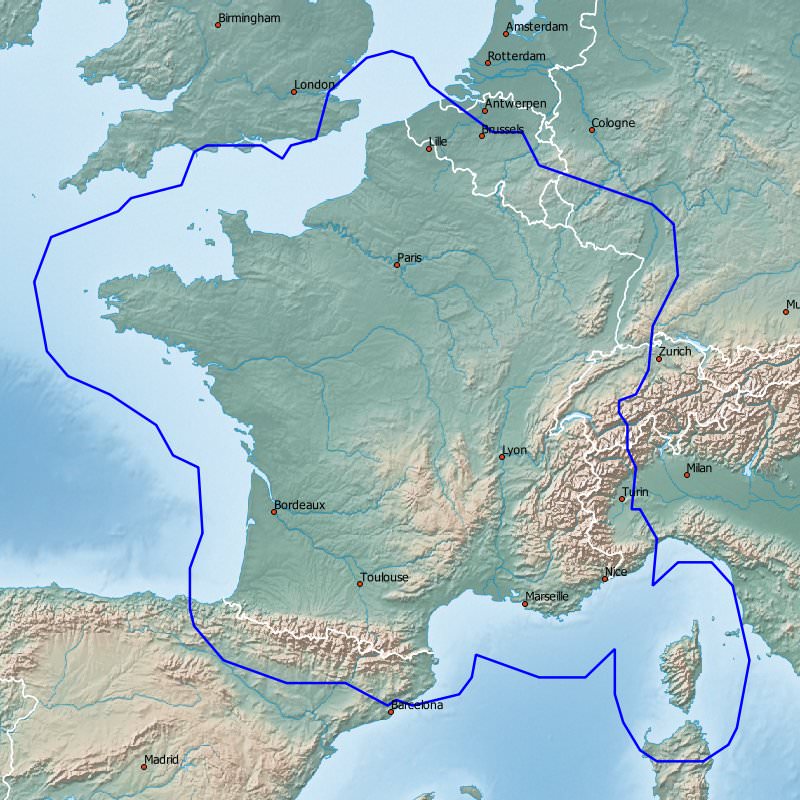 Birmingham
Amsterdam
Rotterdam
London
Antwerpen
Cologne
Brussels
Lille
Paris
Mu
Zurich
Lyon
Milan
Turin
Bordeaux
Nice
Toulouse
Marseille
Barcelona
Madrid